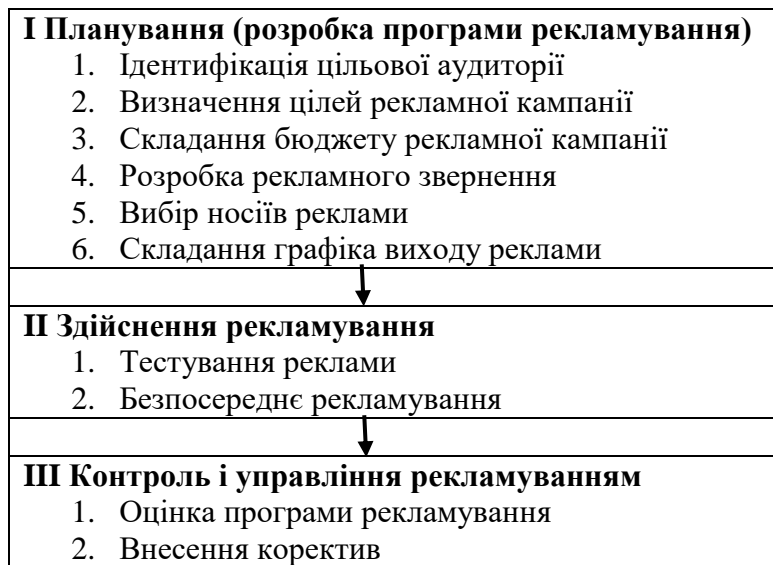 І Планування (розробка програми рекламування)
1. Ідентифікація цільової аудиторії
2. Визначення цілей рекламної кампанії
3. Складання бюджету рекламної кампанії
4. Розробка рекламного звернення
5. Вибір носіїв реклами
6. Складання графіка виходу реклами
ІІ Здійснення рекламування
1. Тестування реклами
2. Безпосереднє рекламування
ІІІ Контроль і управління рекламуванням
1. Оцінка програми рекламування
2. Внесення коректив